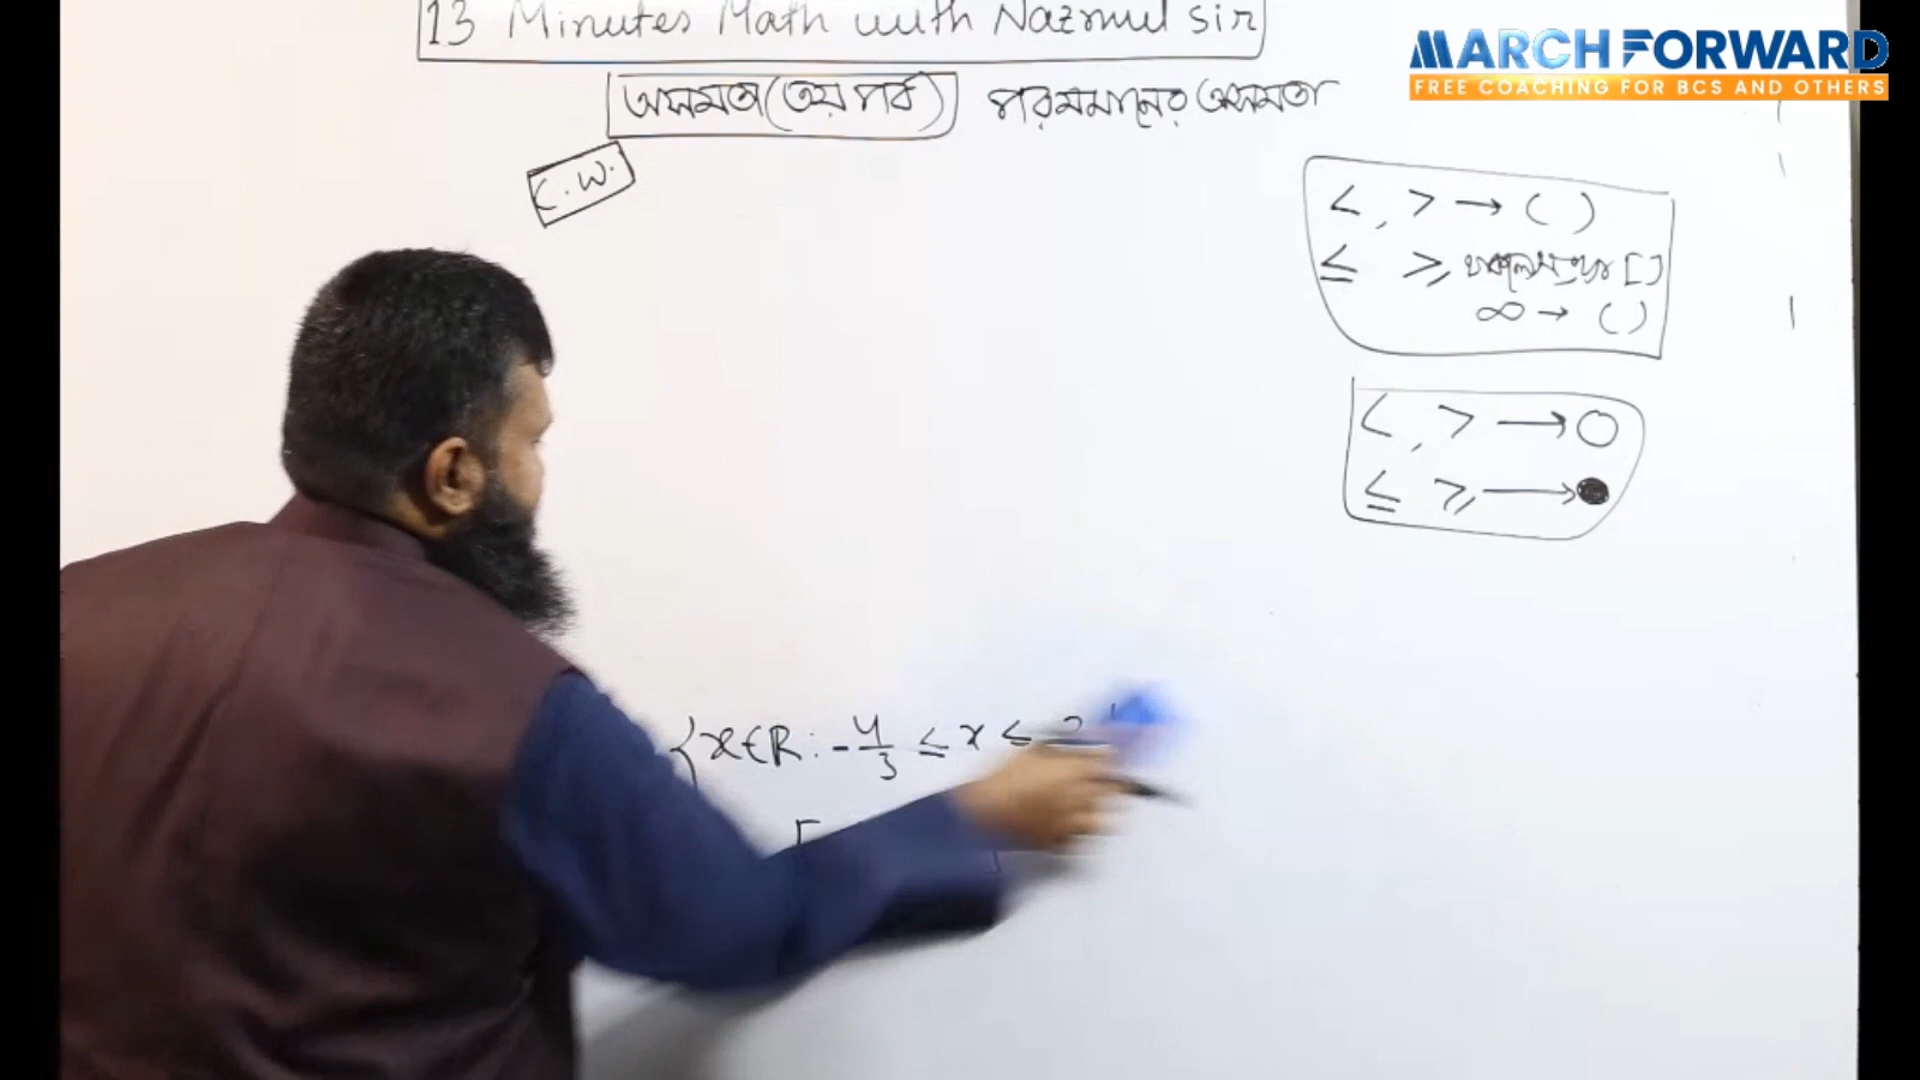 13 Minutes Math with Nazmul sir
MARCH FORWARD
FREE COACHING FOR BCS AND OTHERS
অসমতা (৩য় পর্ব) পরমমানের অসমতা
C.W.
<, > → ( )
≤ ≥ [ ]
∞ → ( )
<, > → ○
≤ ≥ → ●
{x∈R: -4/3 ≤ x ≤
[